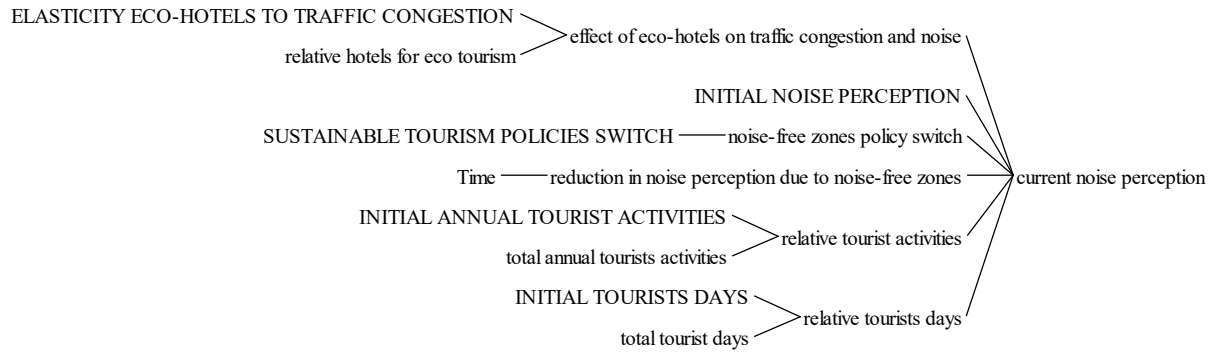 ELASTICITY ECO-HOTELS TO TRAFFIC CONGESTION
effect of eco-hotels on traffic congestion and noise
relative hotels for eco tourism
INITIAL NOISE PERCEPTION
SUSTAINABLE TOURISM POLICIES SWITCH
noise-free zones policy switch
Time
reduction in noise perception due to noise-free zones
current noise perception
INITIAL ANNUAL TOURIST ACTIVITIES
relative tourist activities
total annual tourists activities
INITIAL TOURISTS DAYS
relative tourists days
total tourist days